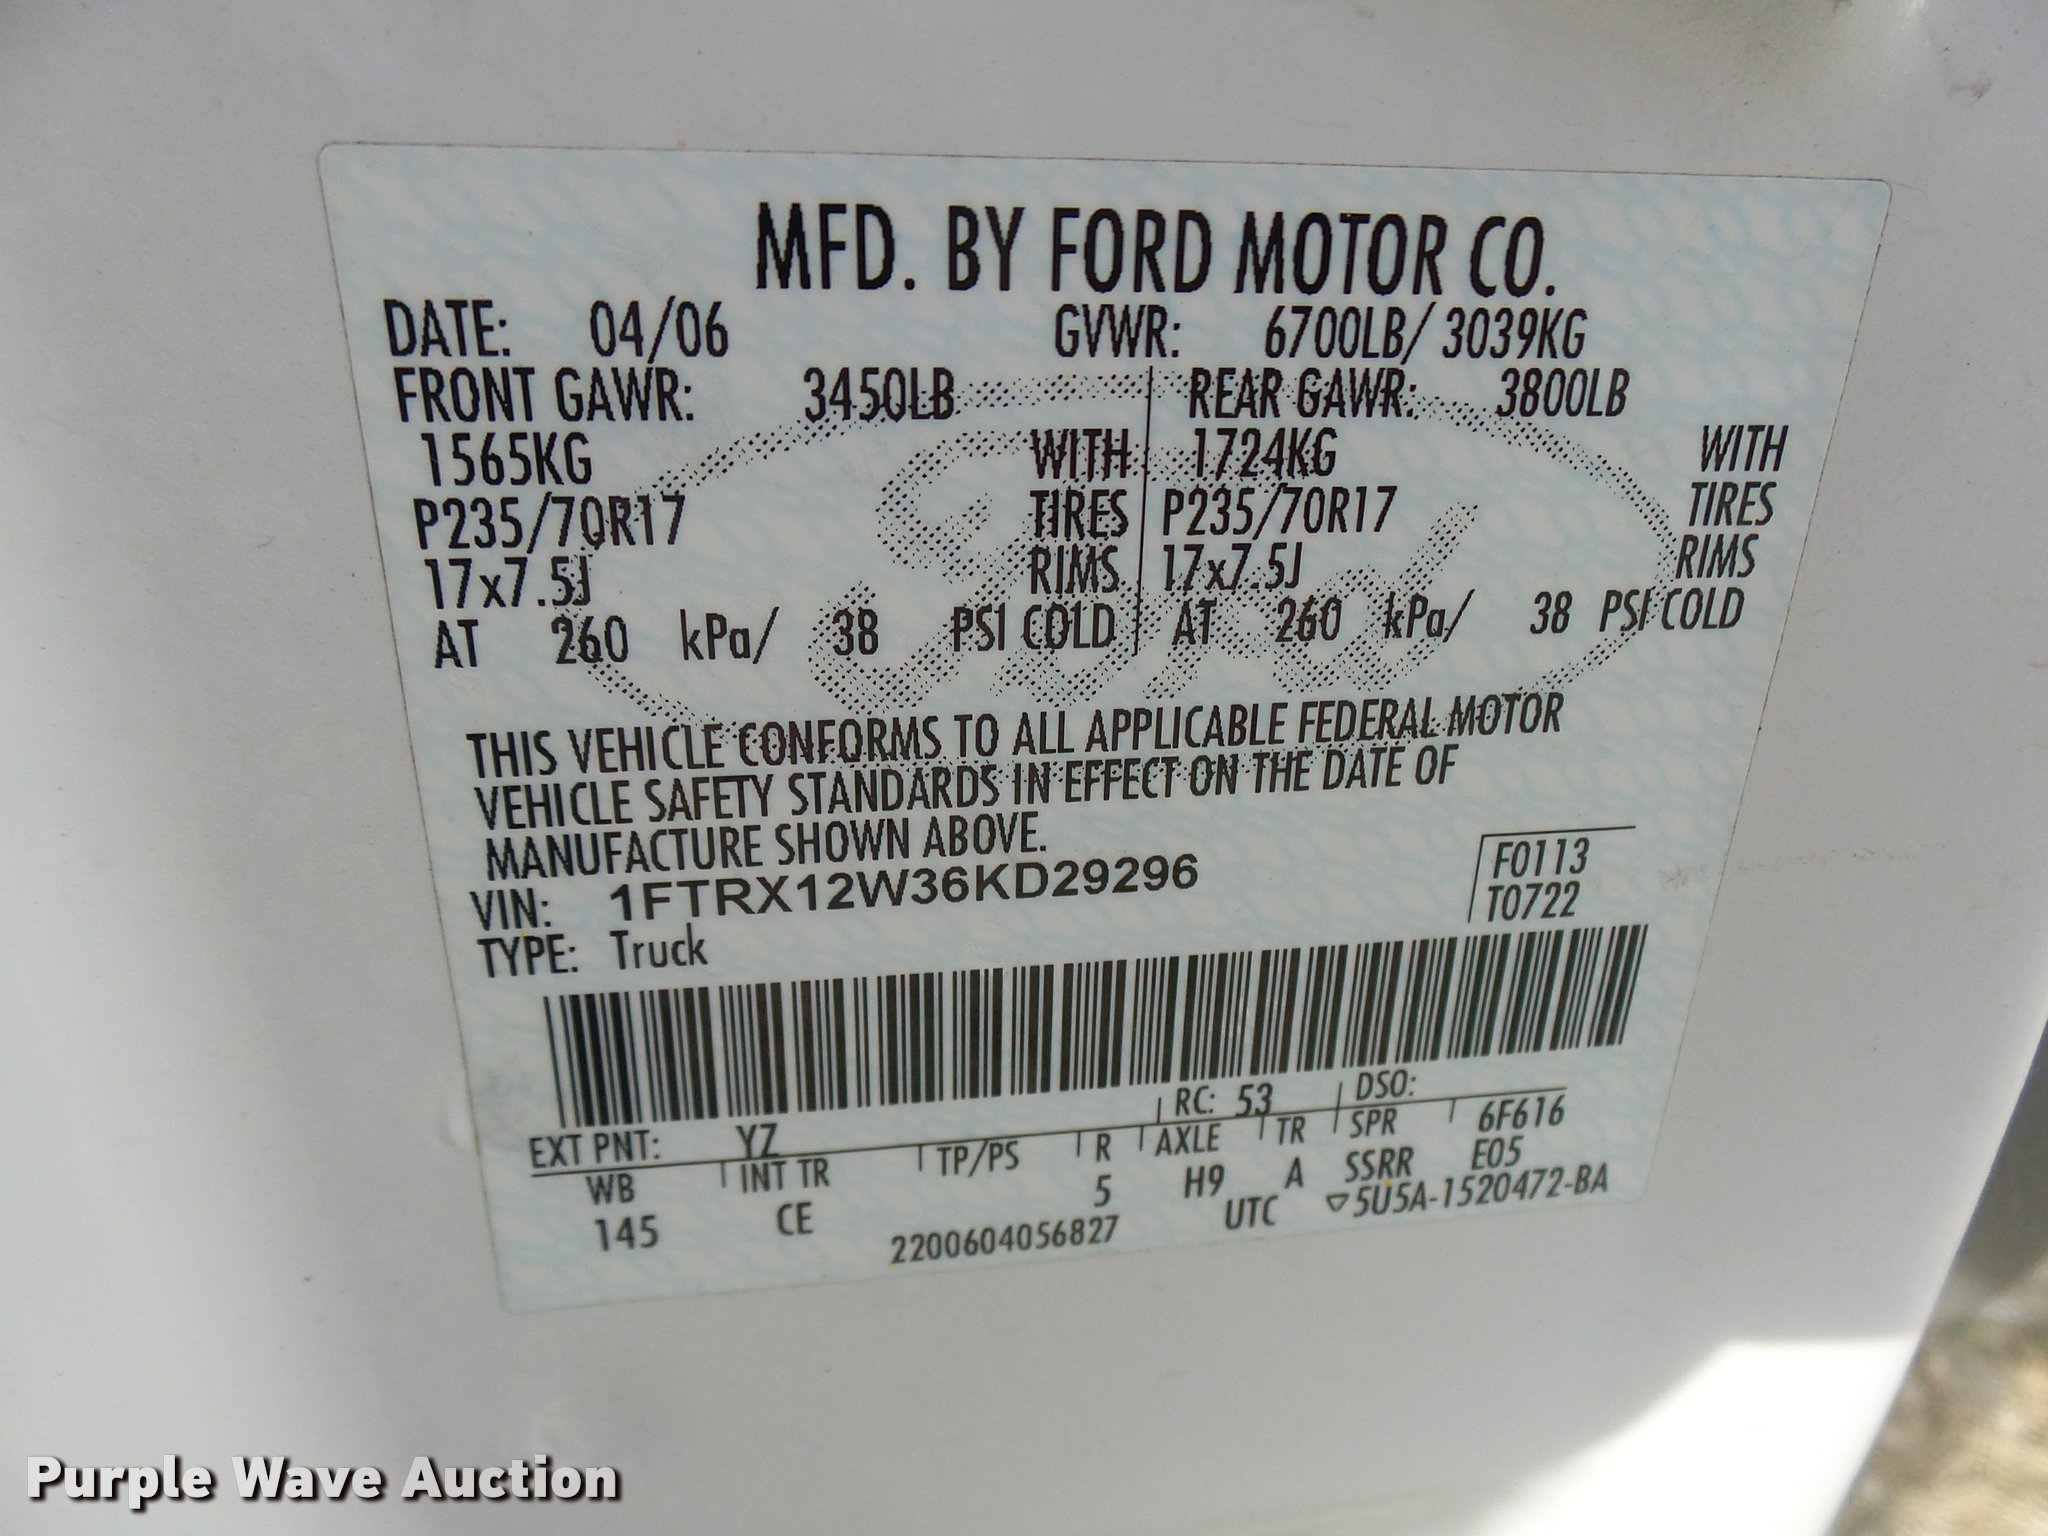 MFD. BY FORD MOTOR CO.
DATE: 04/06 GVWR: 6700LB/ 3039KG
FRONT GAWR: 3450LB REAR GAWR: 3800LB
1565KG WITH 1724KG WITH
P235/70R17 TIRES P235/70R17 TIRES
17x7.5J RIMS 17x7.5J RIMS
AT 260 kPa/ 38 PSI COLD AT 260 kPa/ 38 PSI COLD
Ford
THIS VEHICLE CONFORMS TO ALL APPLICABLE FEDERAL MOTOR
VEHICLE SAFETY STANDARDS IN EFFECT ON THE DATE OF
MANUFACTURE SHOWN ABOVE.
VIN: 1FTRX12W36KD29296 F0113
TYPE: Truck T0722
EXT PNT: YZ RC: 53 DSO:
WB INT TR TP/PS R AXLE TR SPR 6F616
145 CE 5 H9 A SSRR E05
2200604056827 UTC ▽5U5A-1520472-BA
Purple Wave Auction